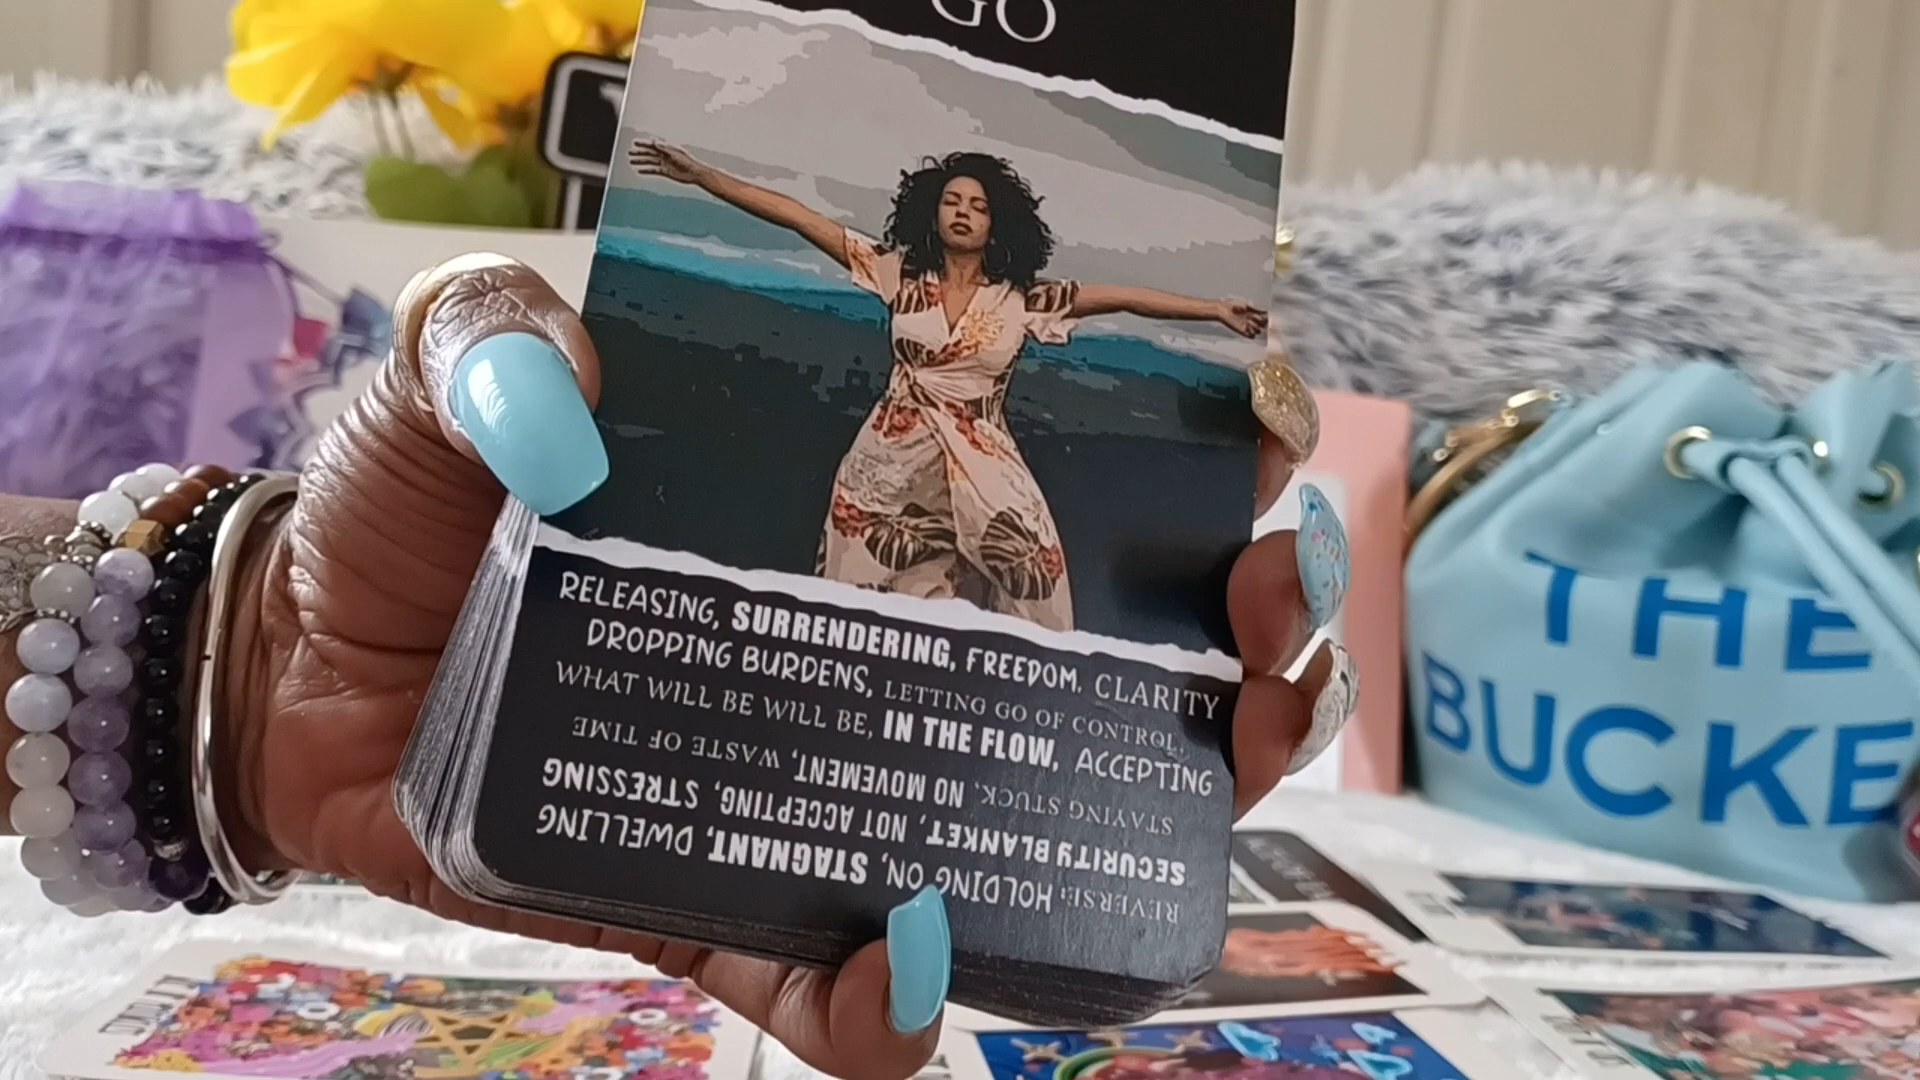 GO
RELEASING, SURRENDERING, FREEDOM, CLARITY
DROPPING BURDENS, LETTING GO OF CONTROL,
WHAT WILL BE WILL BE, IN THE FLOW, ACCEPTING
REVERSE: HOLDING ON, STAGNANT, DWELLING
SECURITY BLANKET, NOT ACCEPTING, STRESSING
STAYING STUCK, NO MOVEMENT, WASTE OF TIME
THE
BUCKE